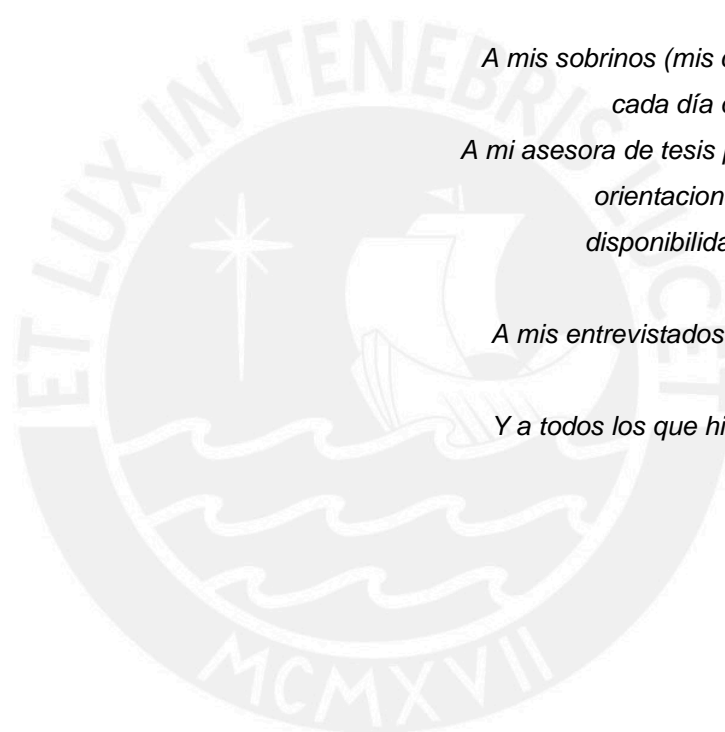 ET LUX IN TENEBRIS LUCET
A mis sobrinos (mis
cada día
A mi asesora de tesis
orientacion
disponibilida
A mis entrevistados
Y a todos los que hi
MCMXVII